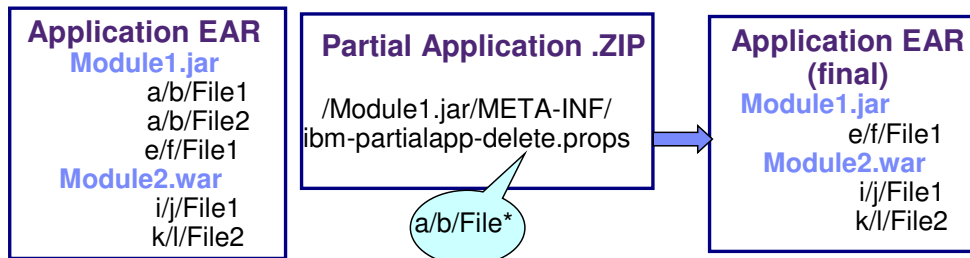 Application EAR
Module1.jar
a/b/File1
a/b/File2
e/f/File1
Module2.war
i/j/File1
k/l/File2
Partial Application .ZIP
/Module1.jar/META-INF/
ibm-partialapp-delete.props
a/b/File*
Application EAR
(final)
Module1.jar
e/f/File1
Module2.war
i/j/File1
k/l/File2